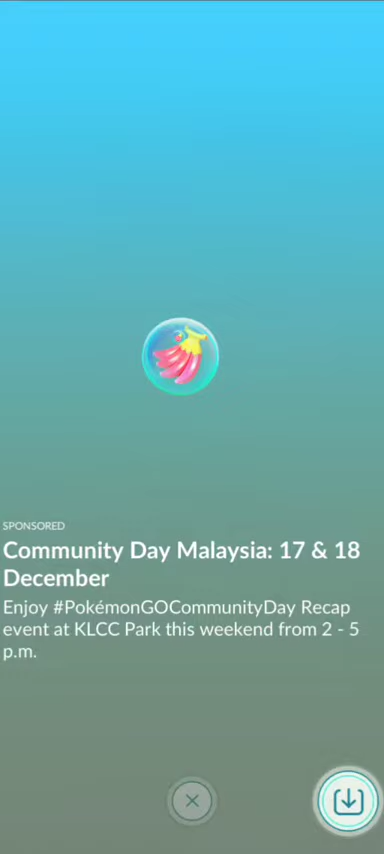 SPONSORED
Community Day Malaysia: 17 & 18
December
Enjoy #PokémonGOCommunityDay Recap
event at KLCC Park this weekend from 2 - 5
p.m.